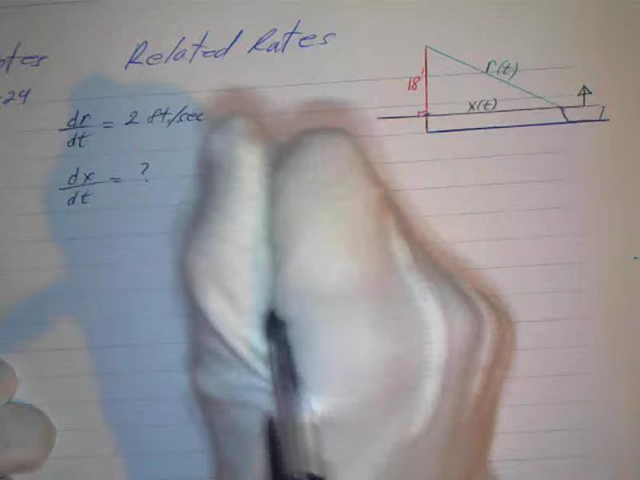 Related Rates
-24
dr/dt = 2 ft/sec
dx/dt = ?
18'
r(t)
x(t)